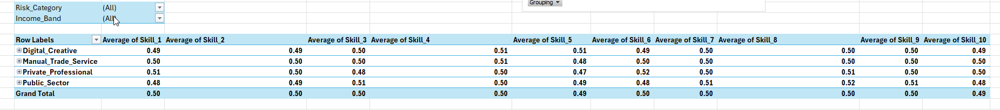 Grouping
Risk_Category (All)
Income_Band (All)
Row Labels Average of Skill_1 Average of Skill_2 Average of Skill_3 Average of Skill_4 Average of Skill_5 Average of Skill_6 Average of Skill_7 Average of Skill_8 Average of Skill_9 Average of Skill_10
Digital_Creative 0.49 0.49 0.50 0.51 0.51 0.49 0.50 0.50 0.50 0.49
Manual_Trade_Service 0.50 0.50 0.50 0.51 0.48 0.50 0.50 0.50 0.50 0.50
Private_Professional 0.51 0.50 0.48 0.50 0.47 0.52 0.50 0.51 0.50 0.50
Public_Sector 0.48 0.49 0.51 0.50 0.49 0.48 0.51 0.52 0.51 0.48
Grand Total 0.50 0.50 0.50 0.50 0.49 0.50 0.50 0.50 0.50 0.49